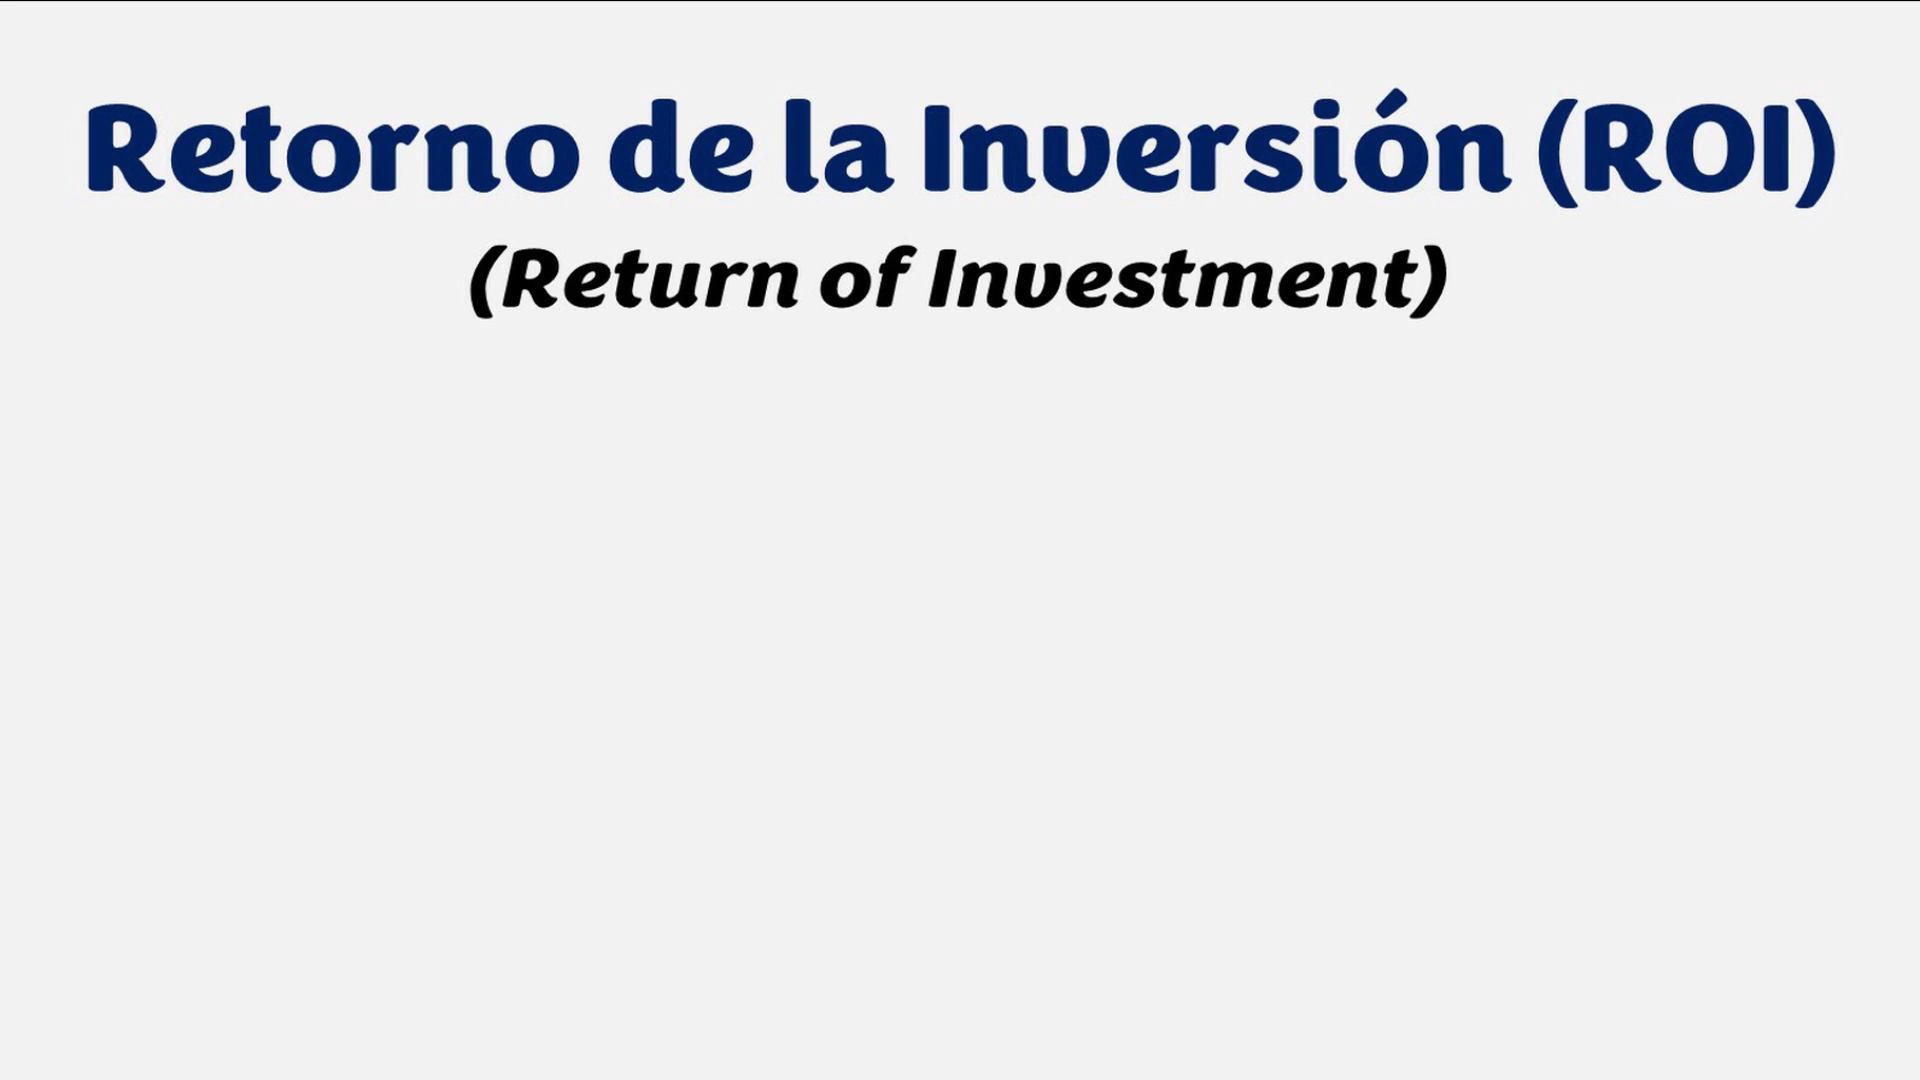 Retorno de la Inversión (ROI)
(Return of Investment)